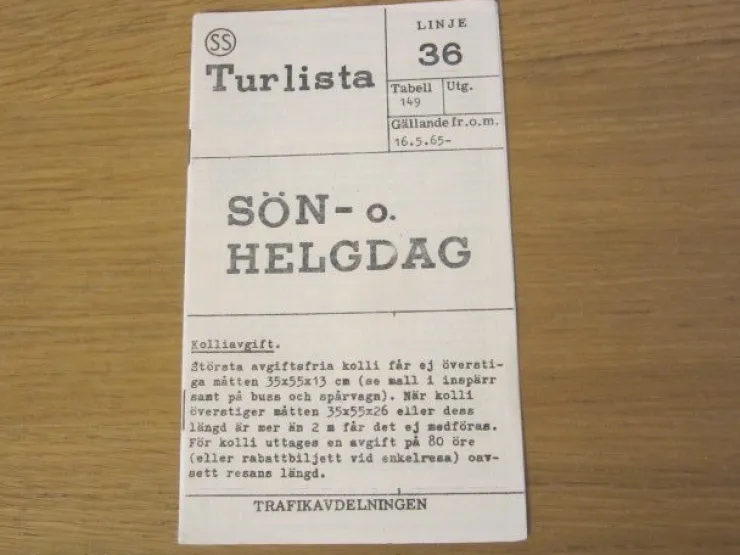 SS
Turlista
LINJE
36
Tabell Utg.
149
Gällande fr.o.m.
16.5.65-
SÖN- o.
HELGDAG
Kolliavgift.
Största avgiftsfria kolli får ej översti-
ga måtten 35x55x13 cm (se mall i inspärr
samt på buss och spårvagn). När kolli
överstiger måtten 35x55x26 eller dess
längd är mer än 2 m får det ej medföras.
För kolli uttages en avgift på 80 öre
(eller rabattbiljett vid enkelresa) oav-
sett resans längd.
TRAFIKAVDELNINGEN